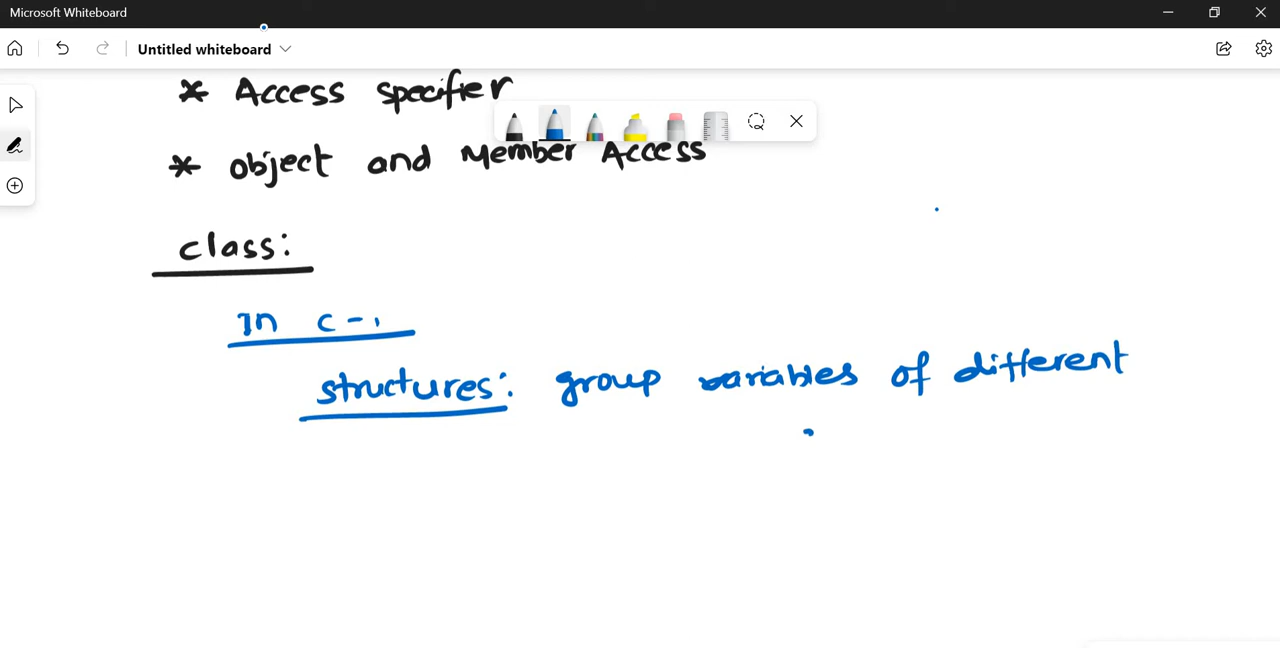 Microsoft Whiteboard
Untitled whiteboard
* Access specifier
* object and Member Access
class:
In c-,
structures: group variables of different